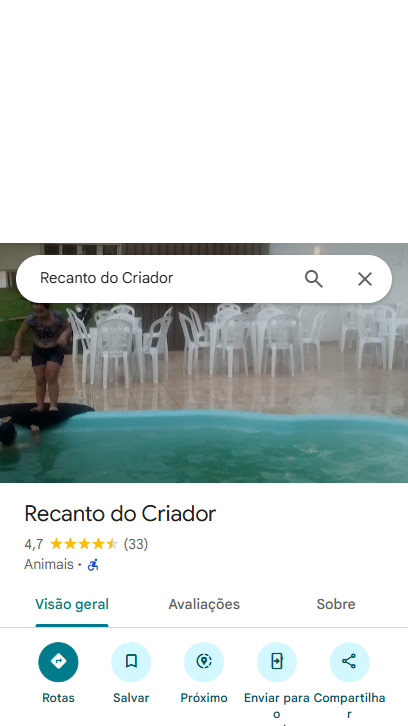 Recanto do Criador
Recanto do Criador
4,7 (33)
Animais ·
Visão geral Avaliações Sobre
Rotas Salvar Próximo Enviar para o Compartilhar